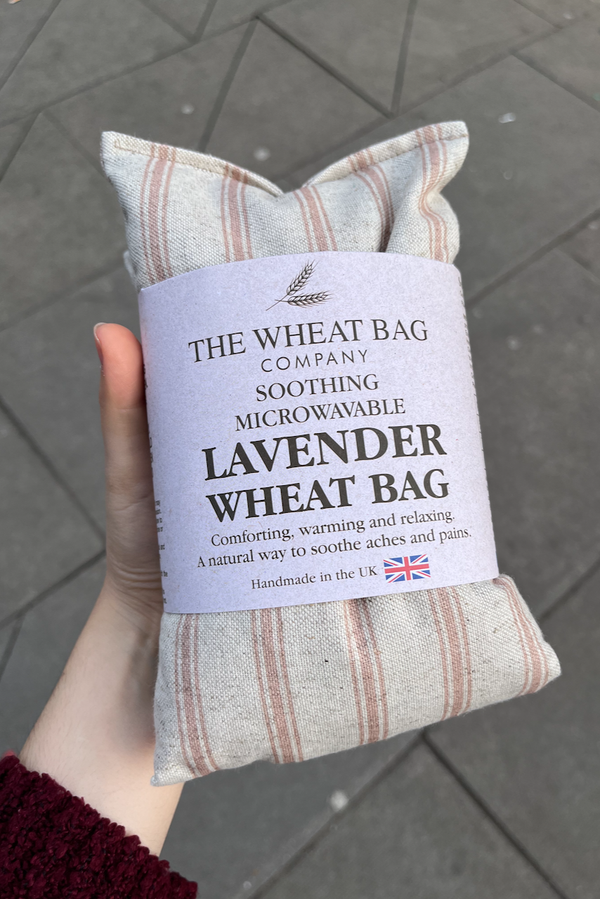 THE WHEAT BAG
COMPANY
SOOTHING
MICROWAVABLE
LAVENDER
WHEAT BAG
Comforting, warming and relaxing.
A natural way to soothe aches and pains.
Handmade in the UK